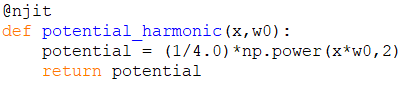 @njit
def potential_harmonic(x,w0):
    potential = (1/4.0)*np.power(x*w0,2)
    return potential